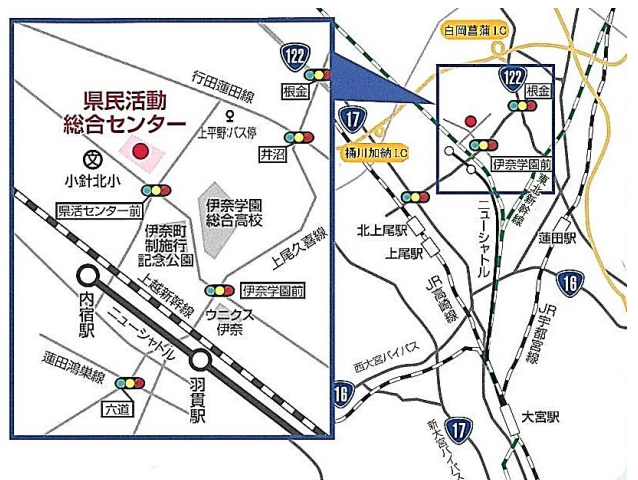 122
根金
行田蓮田線
県民活動
総合センター
上平野バス停
井沼
文
小針北小
県活センター前
伊奈学園
総合高校
伊奈町
制施行
記念公園
上尾久喜線
伊奈学園前
上越新幹線
内宿駅
ニューシャトル
ウニクス
伊奈
羽貫駅
蓮田鴻巣線
六道
白岡菖蒲I.C
122
根金
17
桶川加納I.C
伊奈学園前
東北新幹線
ニューシャトル
北上尾駅
上尾駅
蓮田駅
16
JR高崎線
JR宇都宮線
西大宮バイパス
16
大宮駅
17
新大宮バイパス